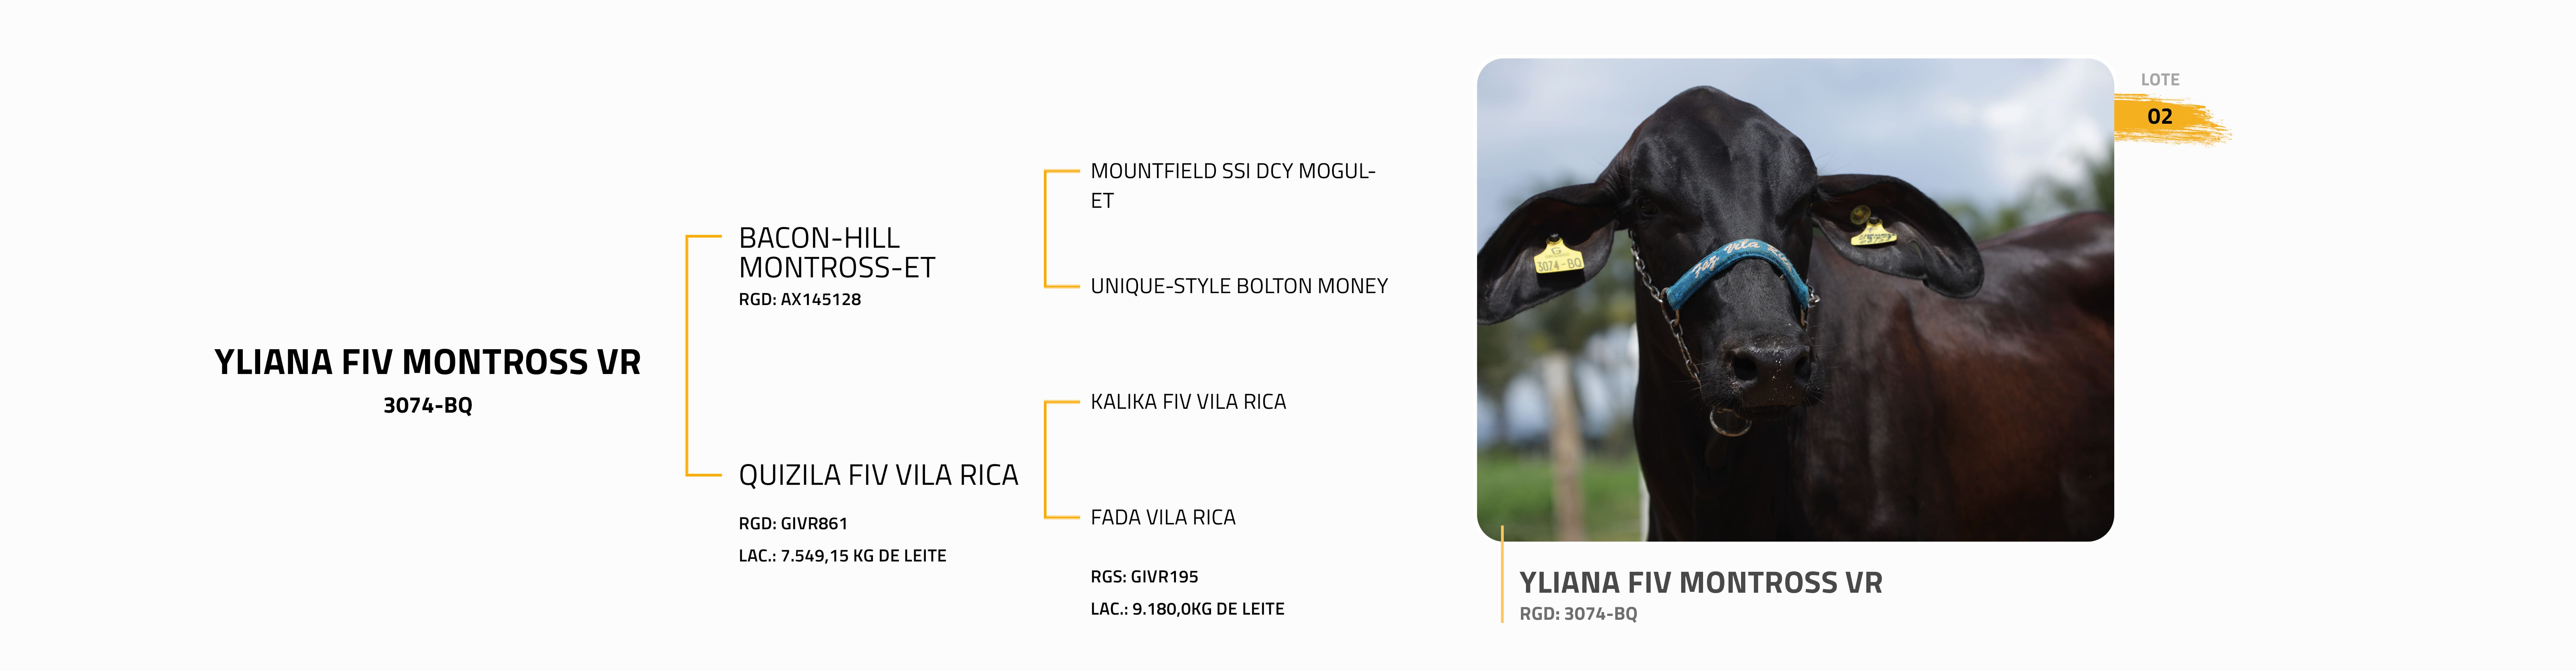 YLIANA FIV MONTROSS VR
3074-BQ
BACON-HILL
MONTROSS-ET
RGD: AX145128
QUIZILA FIV VILA RICA
RGD: GIVR861
LAC.: 7.549,15 KG DE LEITE
MOUNTFIELD SSI DCY MOGUL-
ET
UNIQUE-STYLE BOLTON MONEY
KALIKA FIV VILA RICA
FADA VILA RICA
RGS: GIVR195
LAC.: 9.180,0KG DE LEITE
G
3074-BQ
Faz Vila
LOTE
02
YLIANA FIV MONTROSS VR
RGD: 3074-BQ